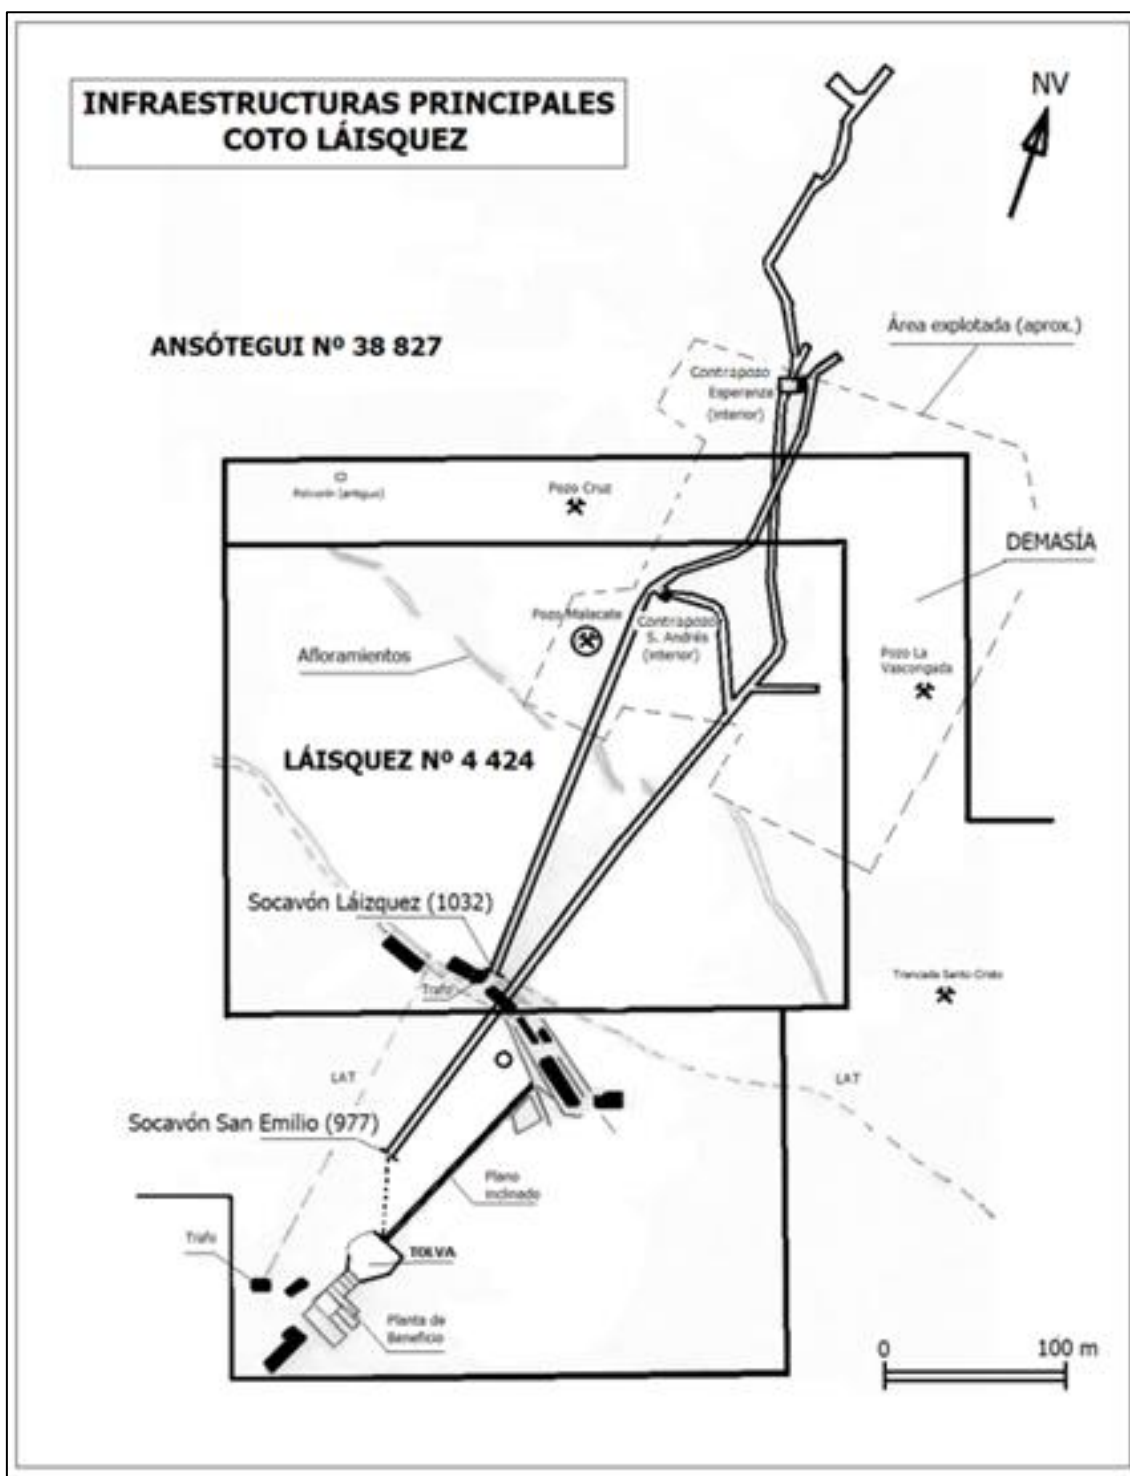 INFRAESTRUCTURAS PRINCIPALES
COTO LÁISQUEZ
NV
Área explotada (aprox.)
ANSÓTEGUI Nº 38 827
Contrapozo
Esperanza
(interior)
Polvorín (antiguo)
Pozo Cruz
DEMASÍA
Pozo Malacate
Contrapozo
S. Andrés
(interior)
Afloramientos
Pozo La
Vascongada
LÁISQUEZ Nº 4 424
Socavón Láizquez (1032)
Trafo
Trancada Santo Cristo
LAT
LAT
Socavón San Emilio (977)
Plano
inclinado
Trafo
TOLVA
Planta de
Beneficio
0
100 m